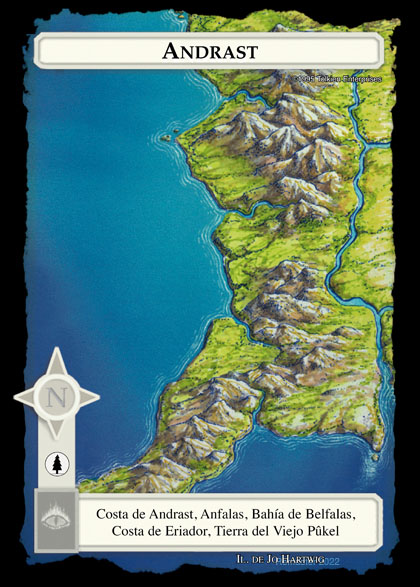 ANDRAST
©1995 Tolkien Enterprises
N
Costa de Andrast, Anfalas, Bahía de Belfalas,
Costa de Eriador, Tierra del Viejo Pûkel
IL. DE JO HARTWIG
2022